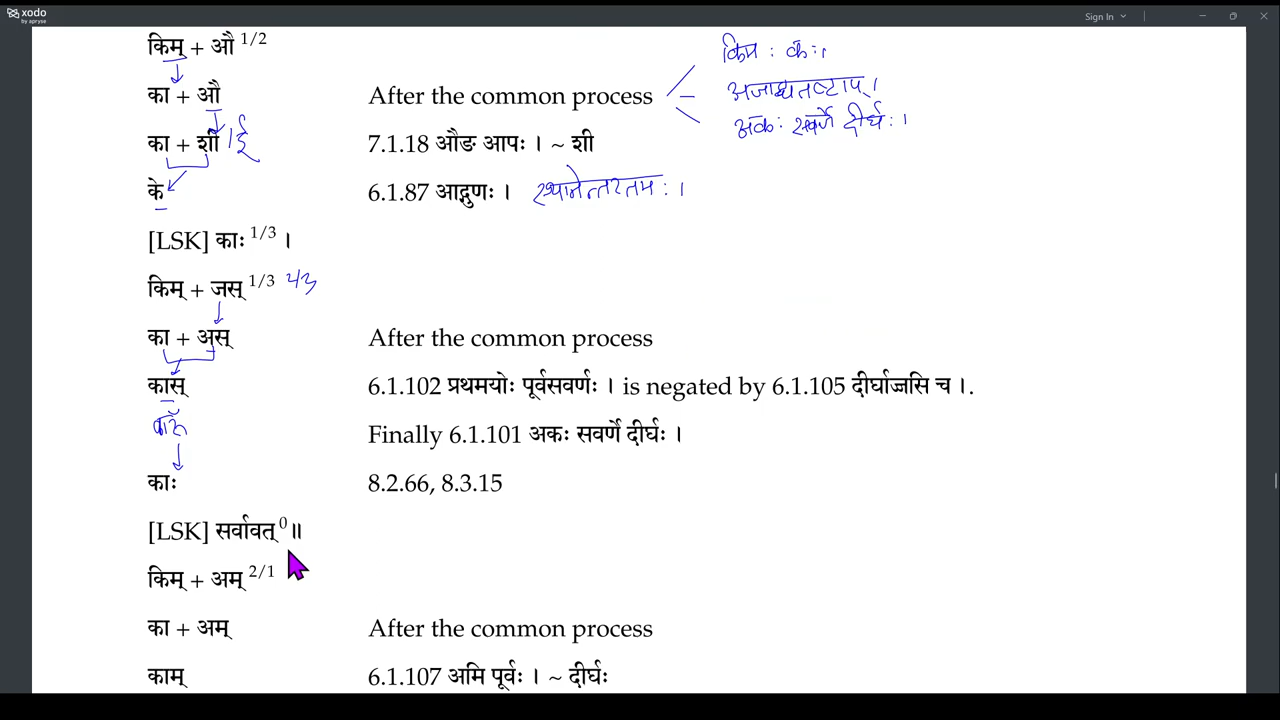 xodo
by apryse
Sign In
किम् + औ 1/2
किमः कः।
का + औ After the common process
अजाद्यतष्टाप्।
अकः सवर्णे दीर्घः।
का + शी । ई 7.1.18 औङ आपः । ~ शी
के 6.1.87 आद्गुणः । स्थानेन्तरतमः ।
[LSK] काः 1/3 ।
किम् + जस् 1/3
का + अस् After the common process
कास् 6.1.102 प्रथमयोः पूर्वसवर्णः । is negated by 6.1.105 दीर्घाज्जसि च ।.
Finally 6.1.101 अकः सवर्णे दीर्घः ।
काः 8.2.66, 8.3.15
[LSK] सर्वावत् 0॥
किम् + अम् 2/1
का + अम् After the common process
काम् 6.1.107 अमि पूर्वः । ~ दीर्घः